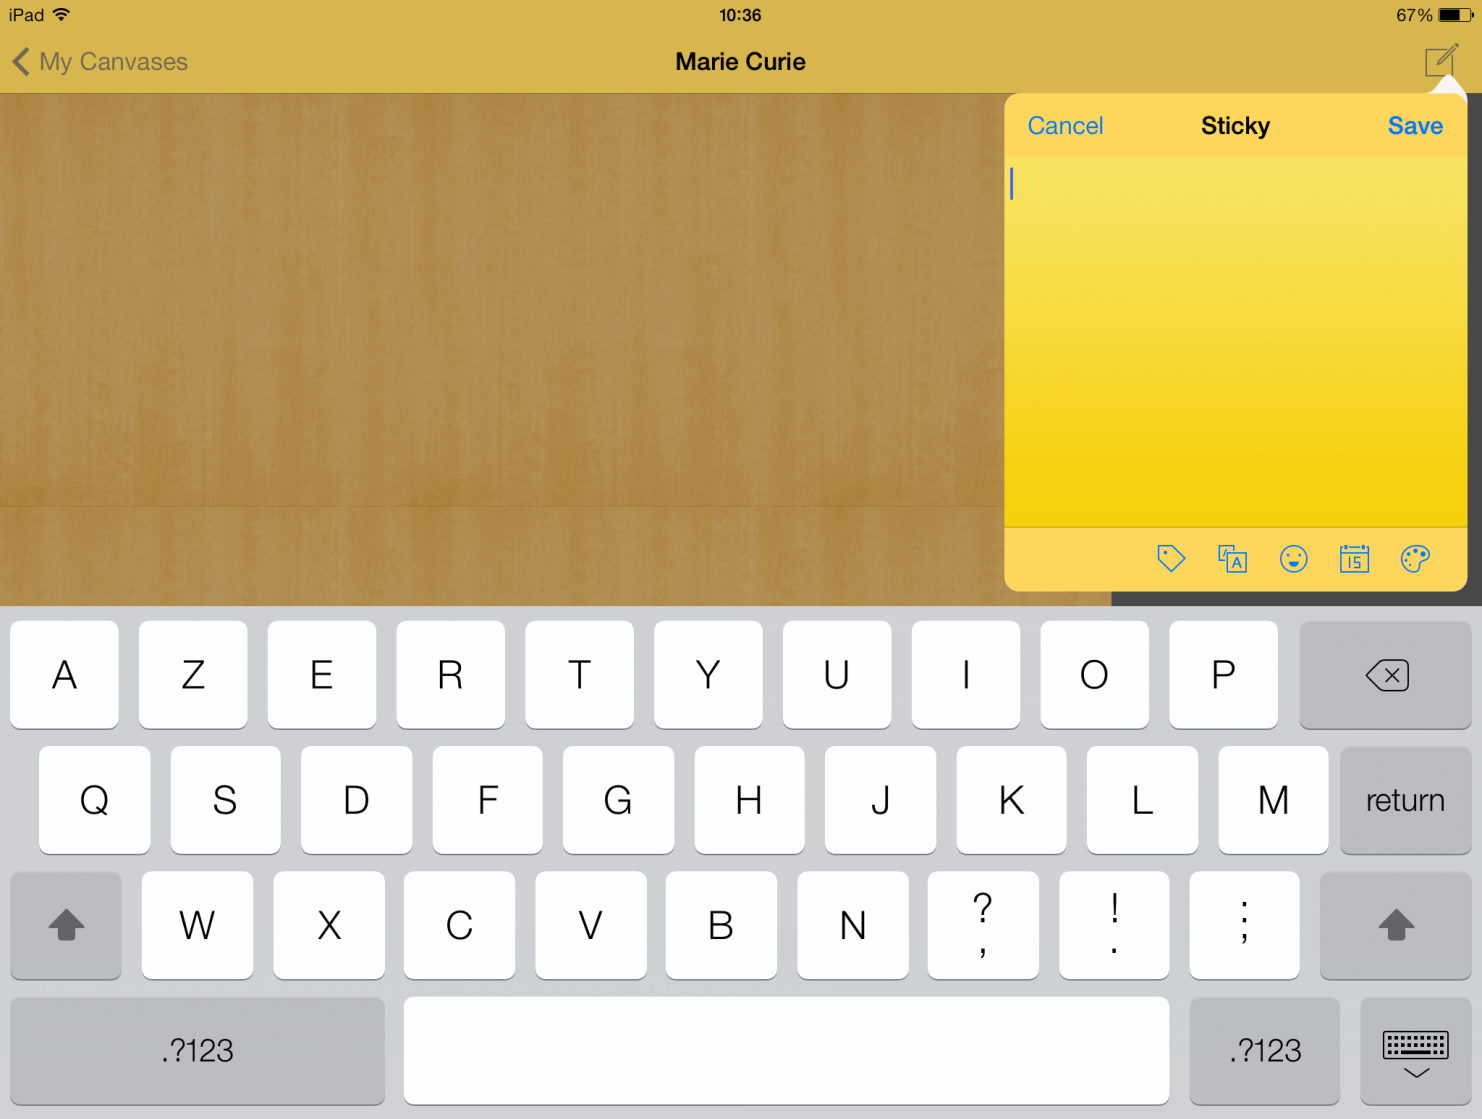 iPad 10:36 67%
My Canvases Marie Curie
Cancel Sticky Save
A
15
A Z E R T Y U I O P
Q S D F G H J K L M return
W X C V B N ? , ! . : ;
.?123 .?123